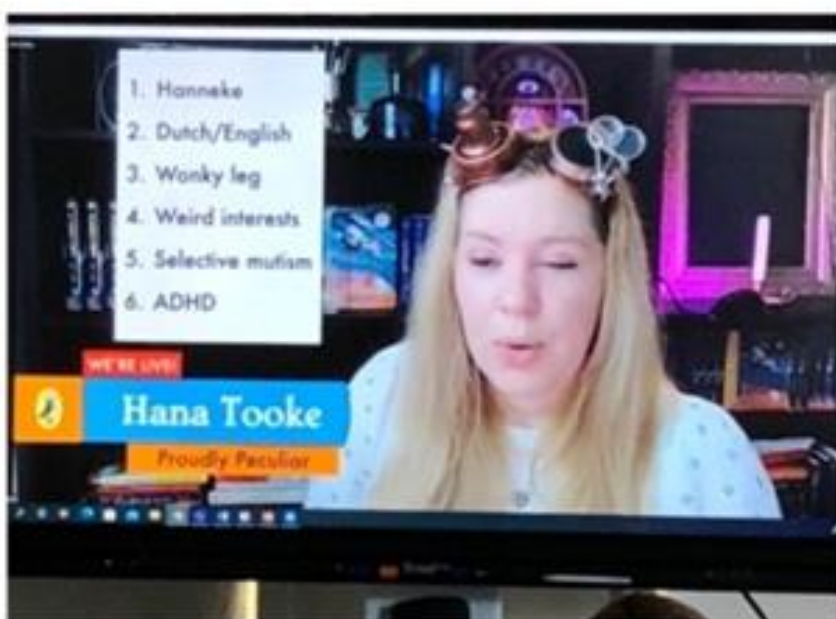 1. Hanneke
2. Dutch/English
3. Wonky leg
4. Weird interests
5. Selective mutism
6. ADHD
WE'RE LIVE!
Hana Tooke
Proudly Peculiar